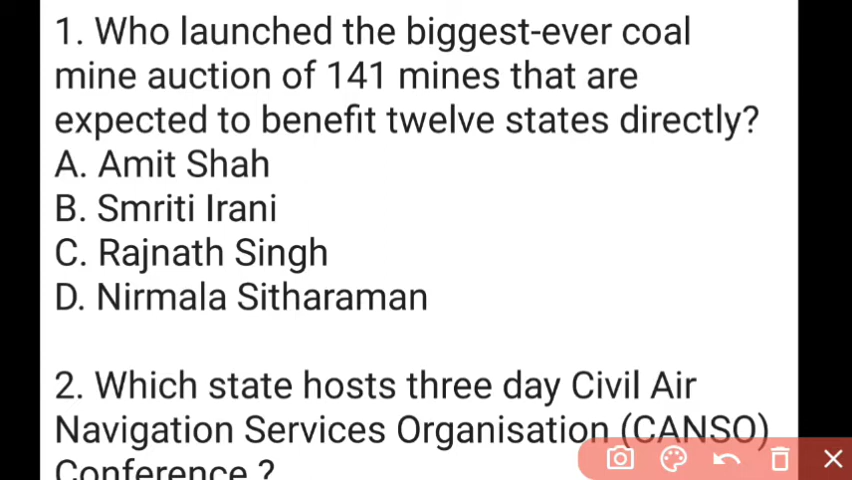 1. Who launched the biggest-ever coal
mine auction of 141 mines that are
expected to benefit twelve states directly?
A. Amit Shah
B. Smriti Irani
C. Rajnath Singh
D. Nirmala Sitharaman
2. Which state hosts three day Civil Air
Navigation Services Organisation (CANSO)
Conference ?